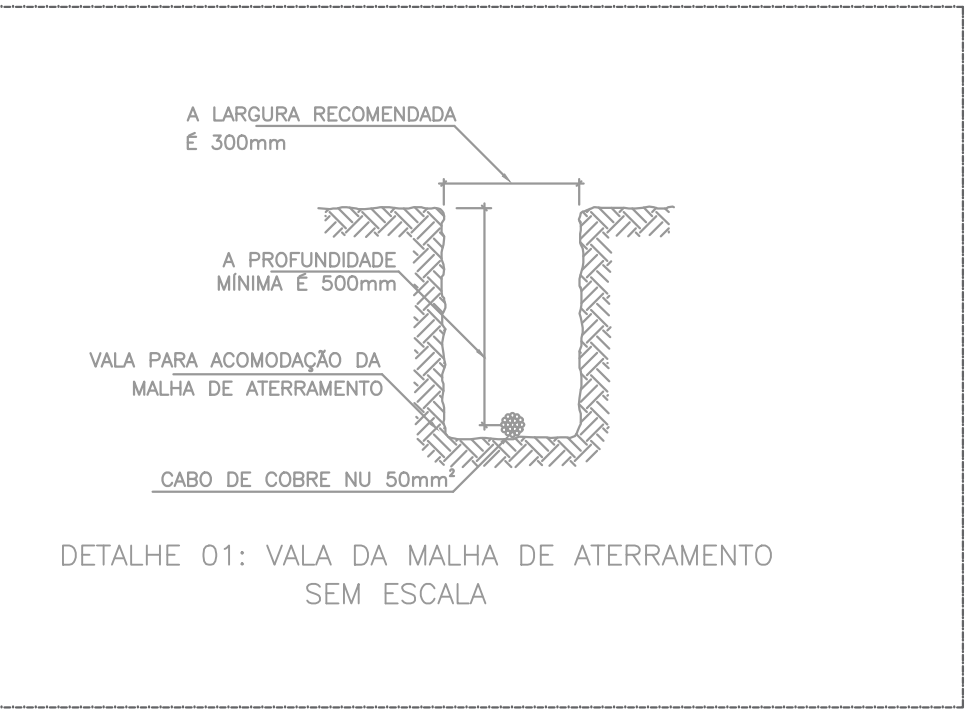 A LARGURA RECOMENDADA
É 300mm
A PROFUNDIDADE
MÍNIMA É 500mm
VALA PARA ACOMODAÇÃO DA
MALHA DE ATERRAMENTO
CABO DE COBRE NU 50mm²
DETALHE 01: VALA DA MALHA DE ATERRAMENTO
SEM ESCALA